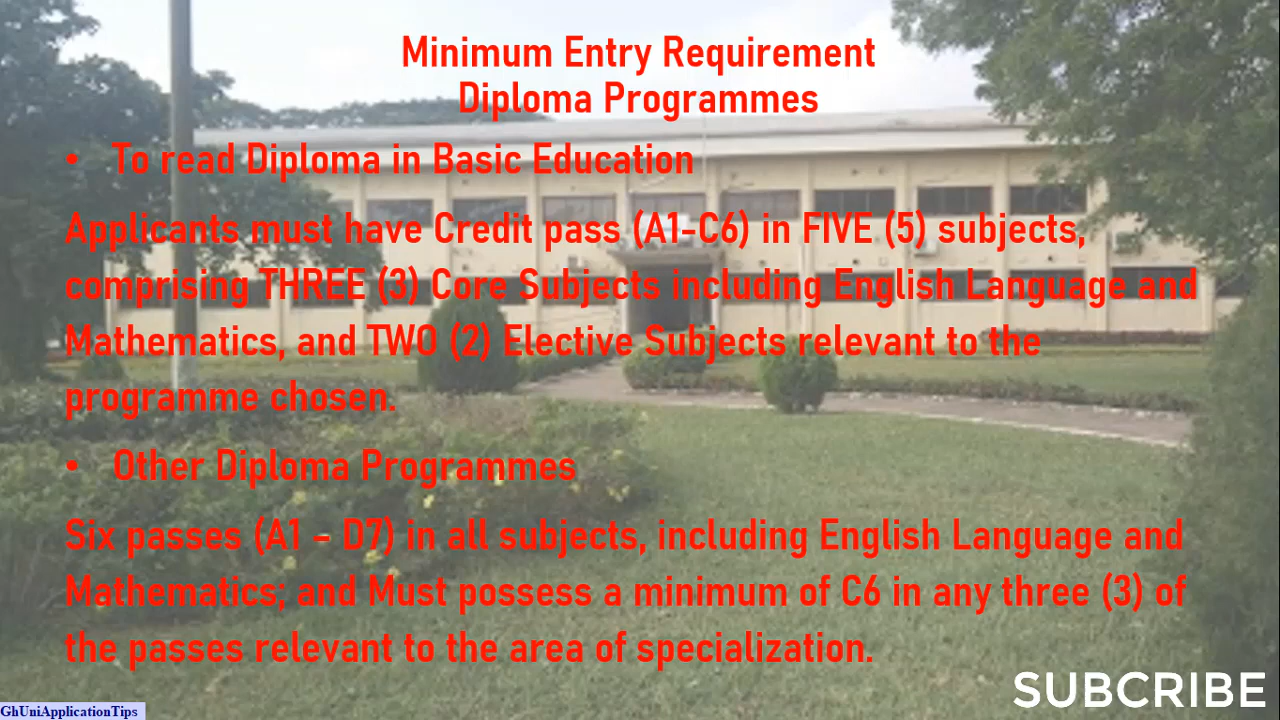 Minimum Entry Requirement
Diploma Programmes
• To read Diploma in Basic Education
Applicants must have Credit pass (A1-C6) in FIVE (5) subjects,
comprising THREE (3) Core Subjects including English Language and
Mathematics, and TWO (2) Elective Subjects relevant to the
programme chosen.
• Other Diploma Programmes
Six passes (A1 – D7) in all subjects, including English Language and
Mathematics; and Must possess a minimum of C6 in any three (3) of
the passes relevant to the area of specialization.
SUBCRIBE
GhUniApplicationTips